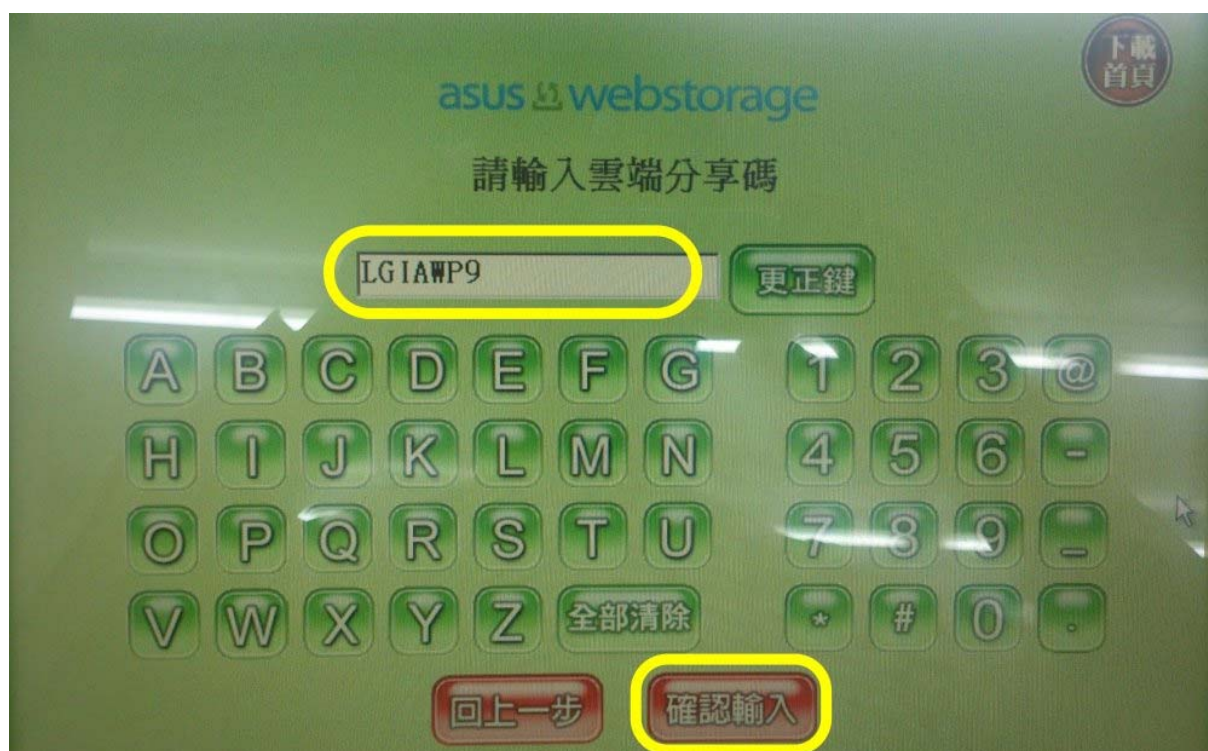 下載
首頁
asus webstorage
請輸入雲端分享碼
LGIAWP9 更正鍵
A B C D E F G 1 2 3 @
H I J K L M N 4 5 6 -
O P Q R S T U 7 8 9 _
V W X Y Z 全部清除 * # 0 .
回上一步 確認輸入